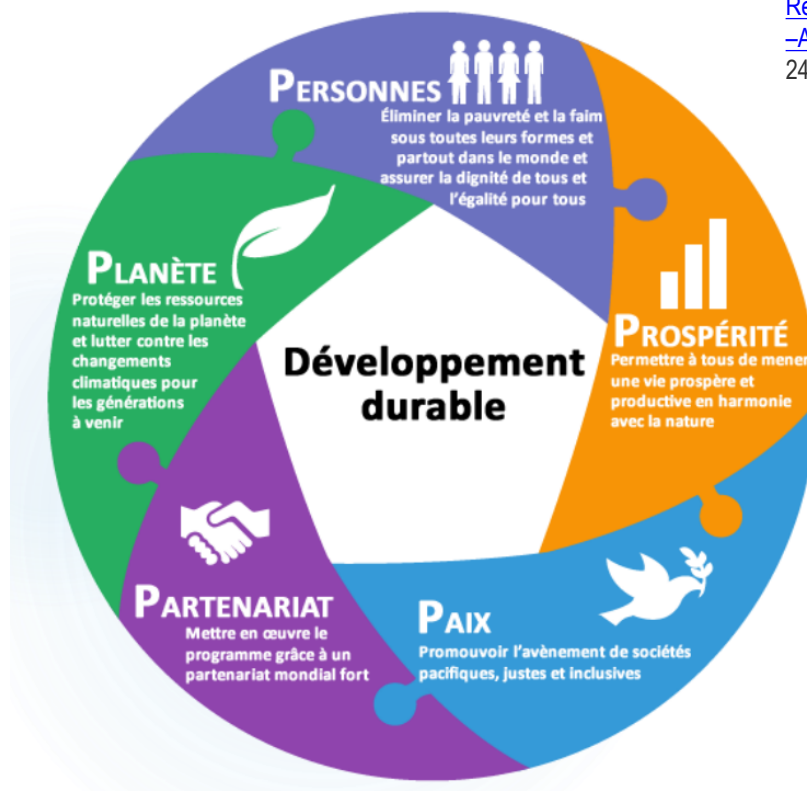 Re
–A
24
PERSONNES
Éliminer la pauvreté et la faim
sous toutes leurs formes et
partout dans le monde et
assurer la dignité de tous et
l'égalité pour tous
PROSPÉRITÉ
Permettre à tous de mener
une vie prospère et
productive en harmonie
avec la nature
PLANÈTE
Protéger les ressources
naturelles de la planète
et lutter contre les
changements
climatiques pour
les générations
à venir
Développement
durable
PARTENARIAT
Mettre en œuvre le
programme grâce à un
partenariat mondial fort
PAIX
Promouvoir l'avènement de sociétés
pacifiques, justes et inclusives